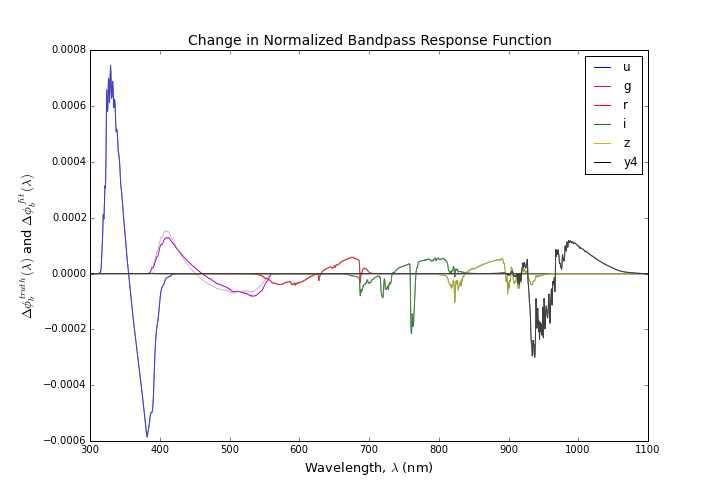 Change in Normalized Bandpass Response Function
0.0008
0.0006
0.0004
0.0002
0.0000
−0.0002
−0.0004
−0.0006
Δϕ_b^{truth}(λ) and Δϕ_b^{fit}(λ)
u
g
r
i
z
y4
300 400 500 600 700 800 900 1000 1100
Wavelength, λ (nm)